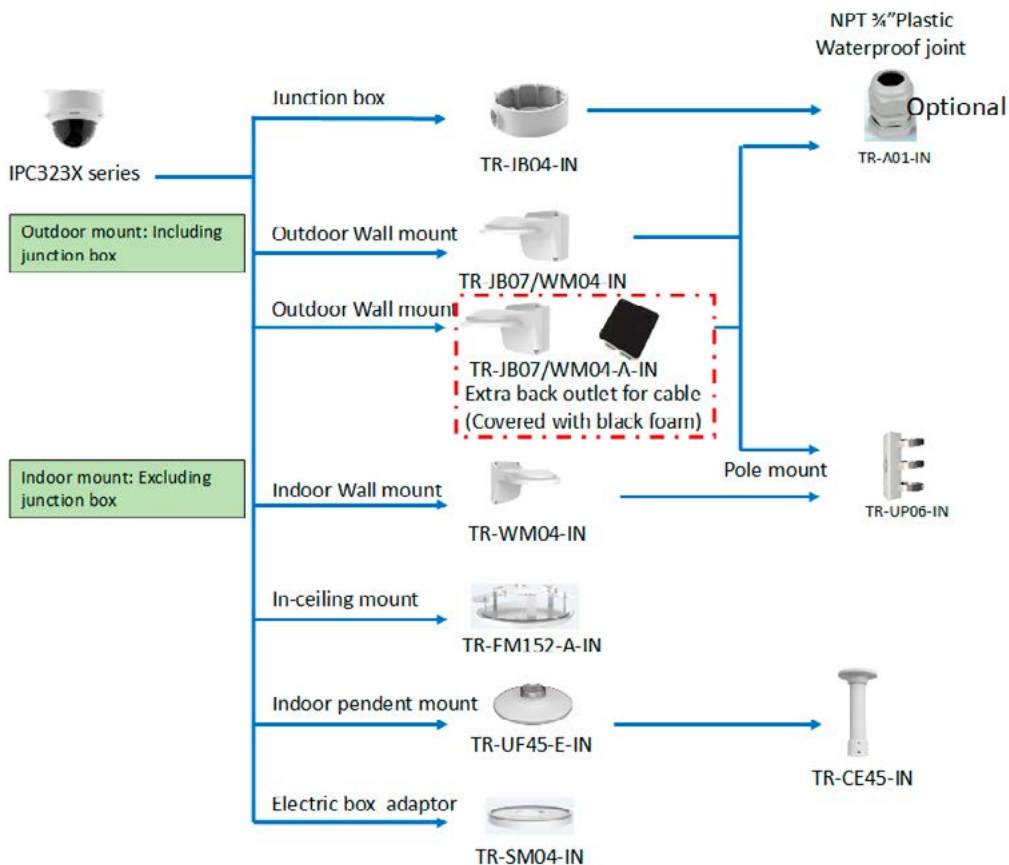 NPT ¾"Plastic
Waterproof joint
Optional
TR-A01-IN
Junction box
TR-JB04-IN
IPC323X series
Outdoor mount: Including
junction box
Outdoor Wall mount
TR-JB07/WM04-IN
Outdoor Wall mount
TR-JB07/WM04-A-IN
Extra back outlet for cable
(Covered with black foam)
Indoor mount: Excluding
junction box
Indoor Wall mount
TR-WM04-IN
Pole mount
TR-UP06-IN
In-ceiling mount
TR-FM152-A-IN
Indoor pendent mount
TR-UF45-E-IN
TR-CE45-IN
Electric box adaptor
TR-SM04-IN